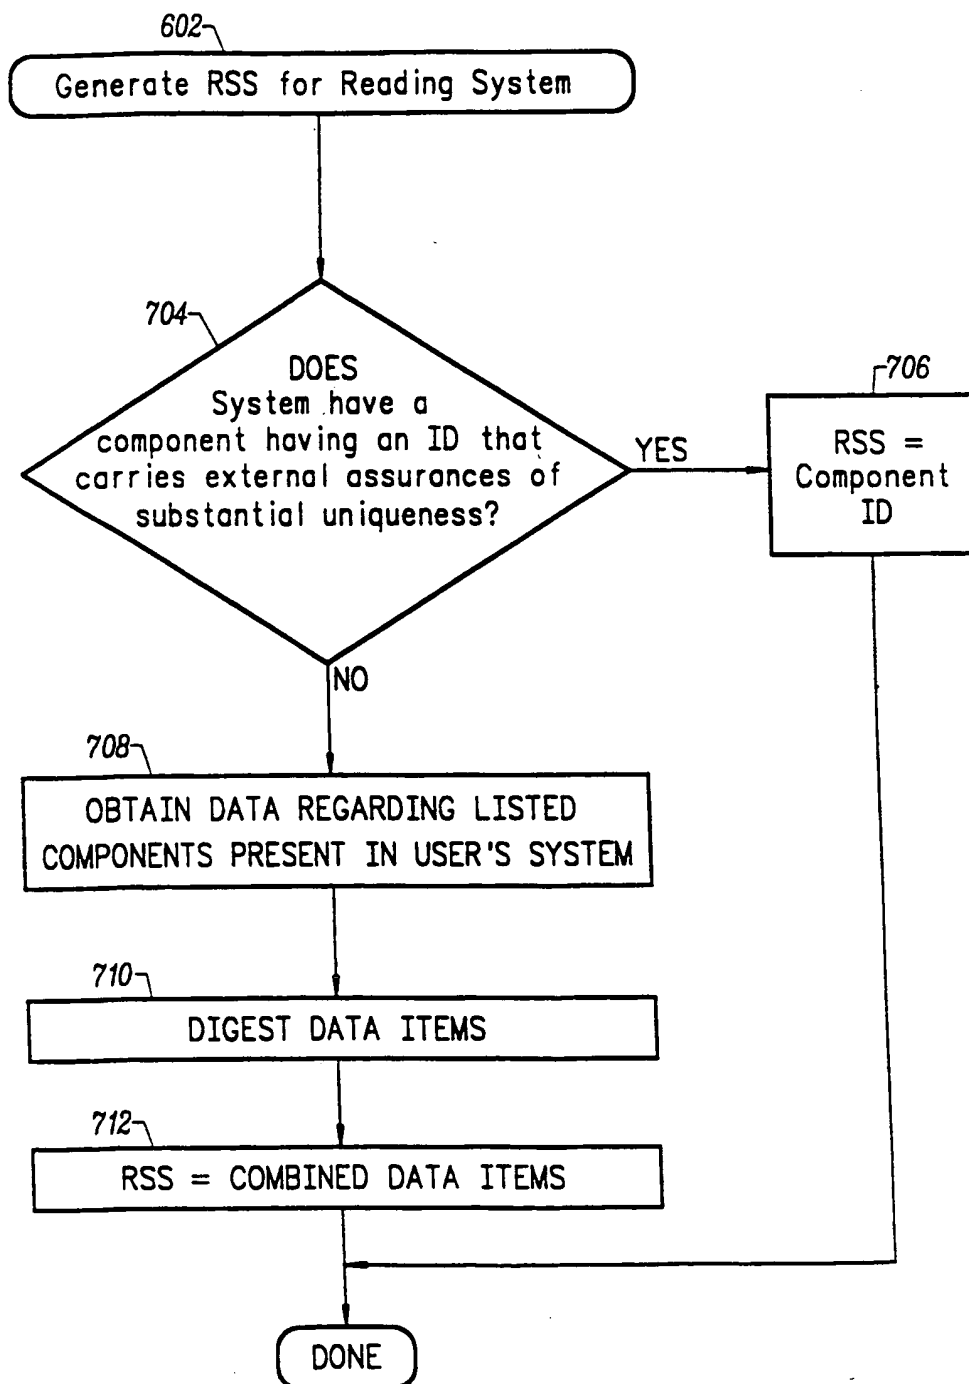 602
Generate RSS for Reading System
704
DOES
System have a
component having an ID that
carries external assurances of
substantial uniqueness?
YES
706
RSS =
Component
ID
NO
708
OBTAIN DATA REGARDING LISTED
COMPONENTS PRESENT IN USER'S SYSTEM
710
DIGEST DATA ITEMS
712
RSS = COMBINED DATA ITEMS
DONE